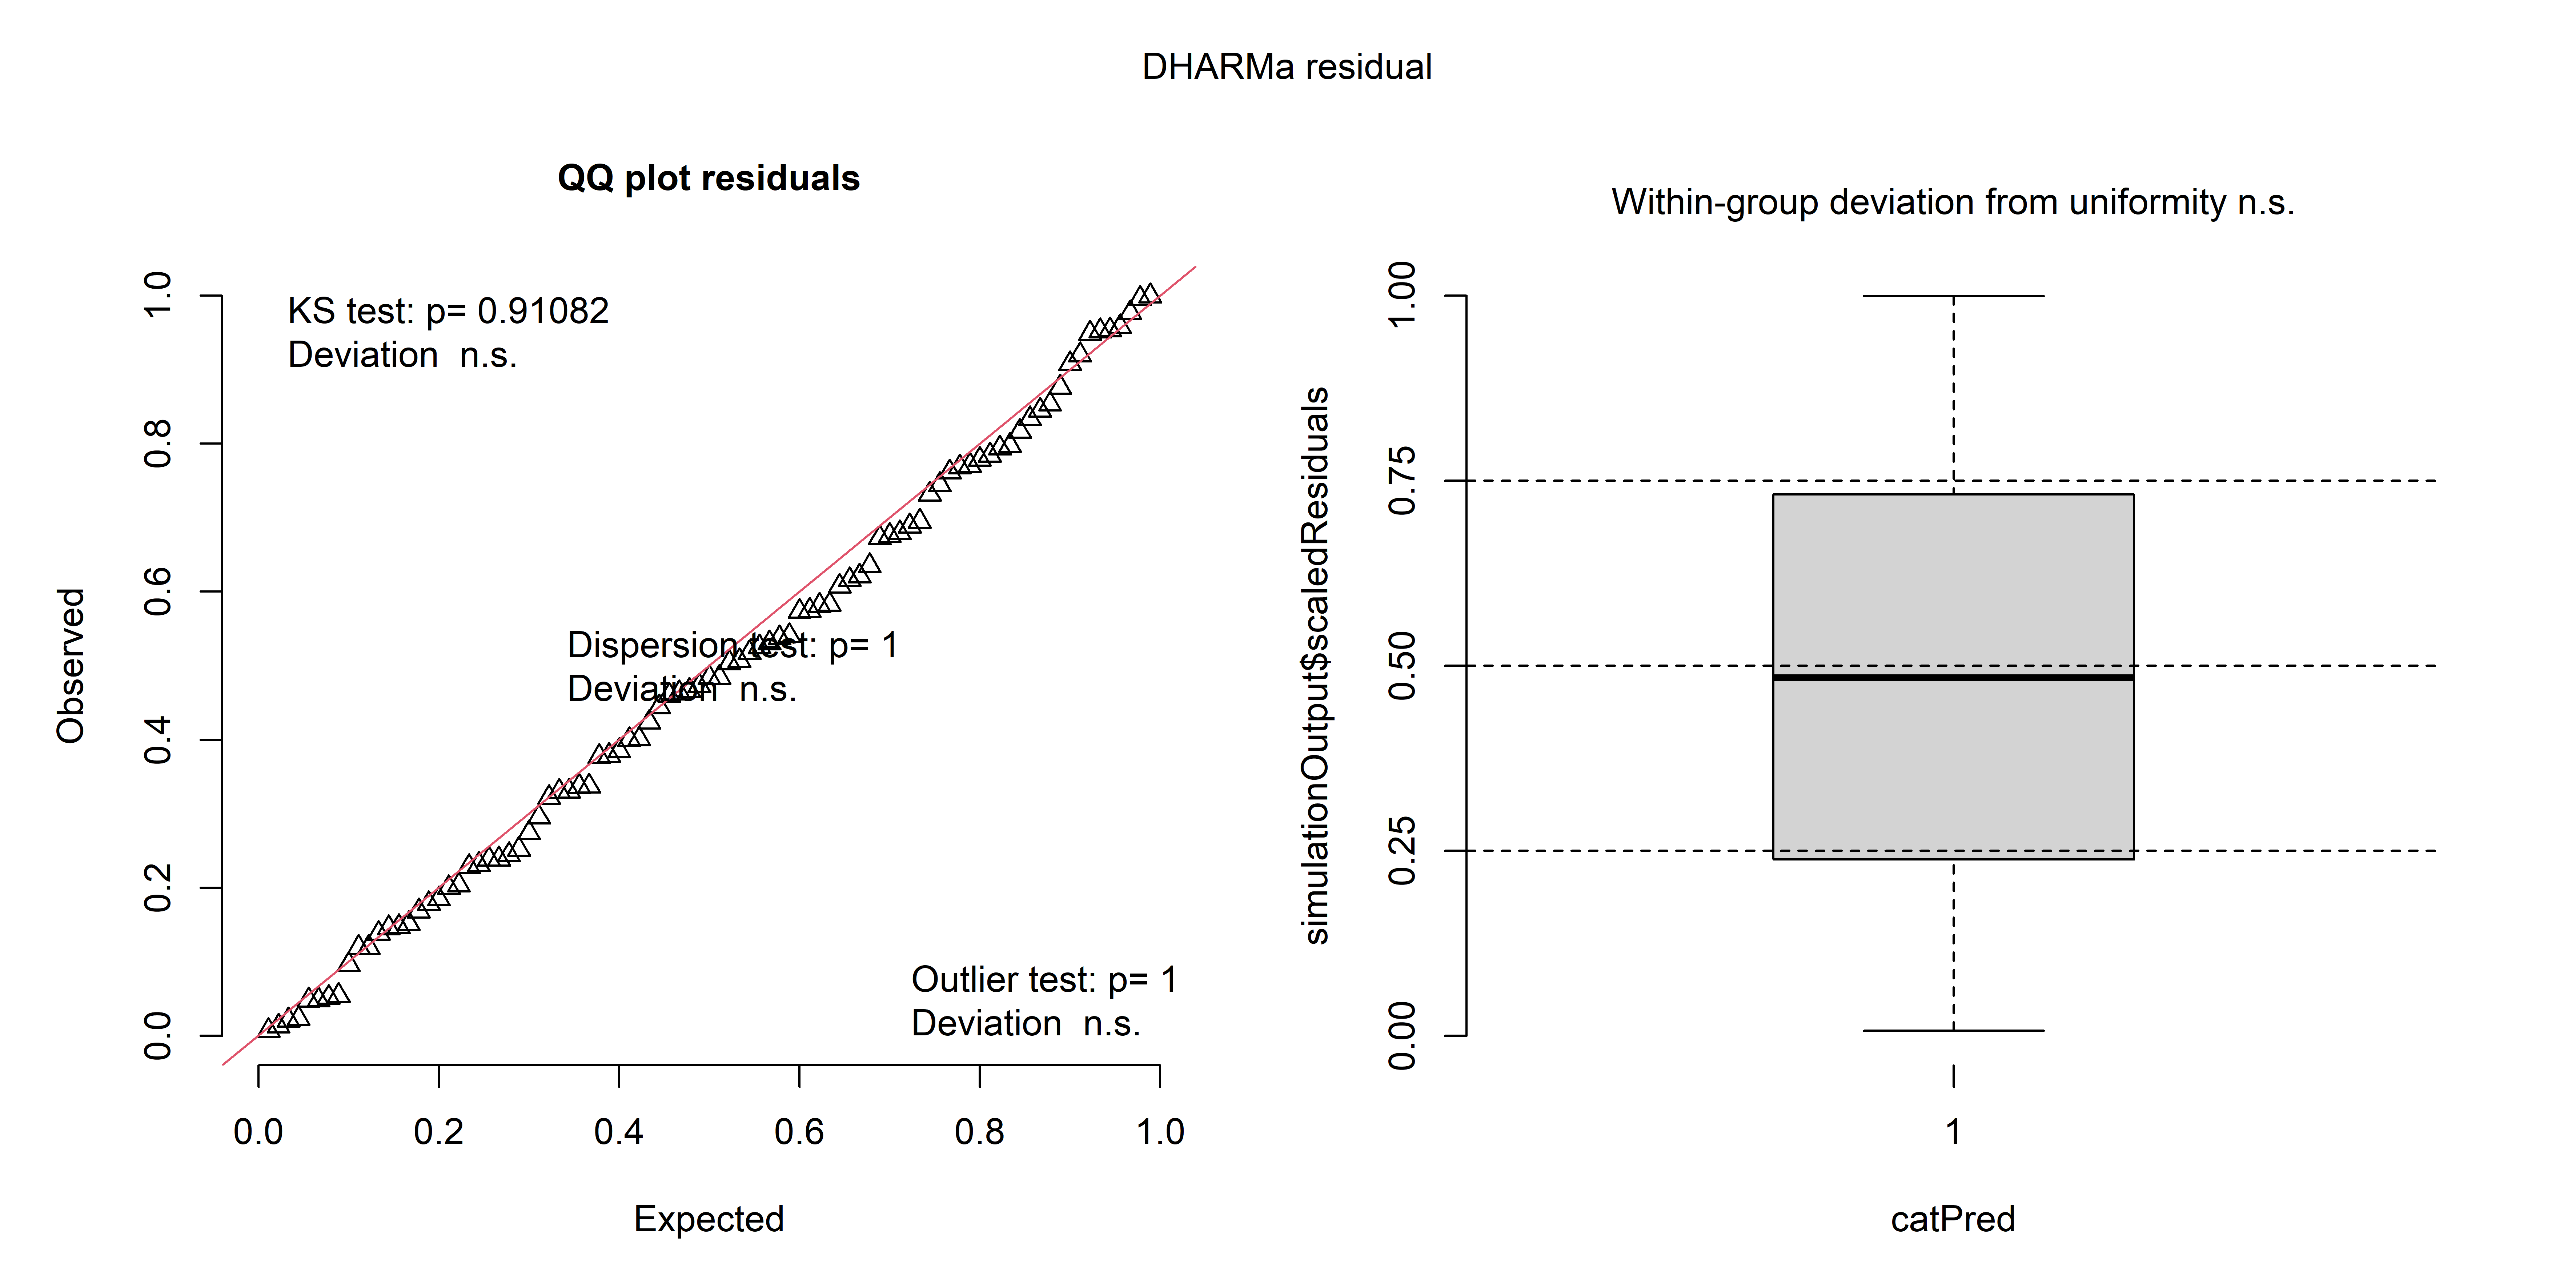 DHARMa residual
QQ plot residuals
KS test: p= 0.91082
Deviation  n.s.
Dispersion test: p= 1
Deviation  n.s.
Outlier test: p= 1
Deviation  n.s.
Observed
0.0
0.2
0.4
0.6
0.8
1.0
0.0
0.2
0.4
0.6
0.8
1.0
Expected
Within-group deviation from uniformity n.s.
simulationOutput$scaledResiduals
0.00
0.25
0.50
0.75
1.00
1
catPred